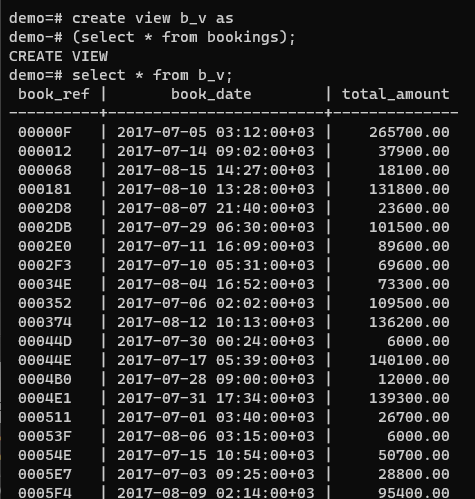 demo=# create view b_v as
demo-# (select * from bookings);
CREATE VIEW
demo=# select * from b_v;
 book_ref |       book_date        | total_amount
----------+------------------------+--------------
 00000F   | 2017-07-05 03:12:00+03 |    265700.00
 000012   | 2017-07-14 09:02:00+03 |     37900.00
 000068   | 2017-08-15 14:27:00+03 |     18100.00
 000181   | 2017-08-10 13:28:00+03 |    131800.00
 0002D8   | 2017-08-07 21:40:00+03 |     23600.00
 0002DB   | 2017-07-29 06:30:00+03 |    101500.00
 0002E0   | 2017-07-11 16:09:00+03 |     89600.00
 0002F3   | 2017-07-10 05:31:00+03 |     69600.00
 00034E   | 2017-08-04 16:52:00+03 |     73300.00
 000352   | 2017-07-06 02:02:00+03 |    109500.00
 000374   | 2017-08-12 10:13:00+03 |    136200.00
 00044D   | 2017-07-30 00:24:00+03 |      6000.00
 00044E   | 2017-07-17 05:39:00+03 |    140100.00
 0004B0   | 2017-07-28 09:00:00+03 |     12000.00
 0004E1   | 2017-07-31 17:34:00+03 |    139300.00
 000511   | 2017-07-01 03:40:00+03 |     26700.00
 00053F   | 2017-08-06 03:15:00+03 |      6000.00
 00054E   | 2017-07-15 10:54:00+03 |     50700.00
 0005E7   | 2017-07-03 09:25:00+03 |     28800.00
 0005F4   | 2017-08-09 02:14:00+03 |     95400.00